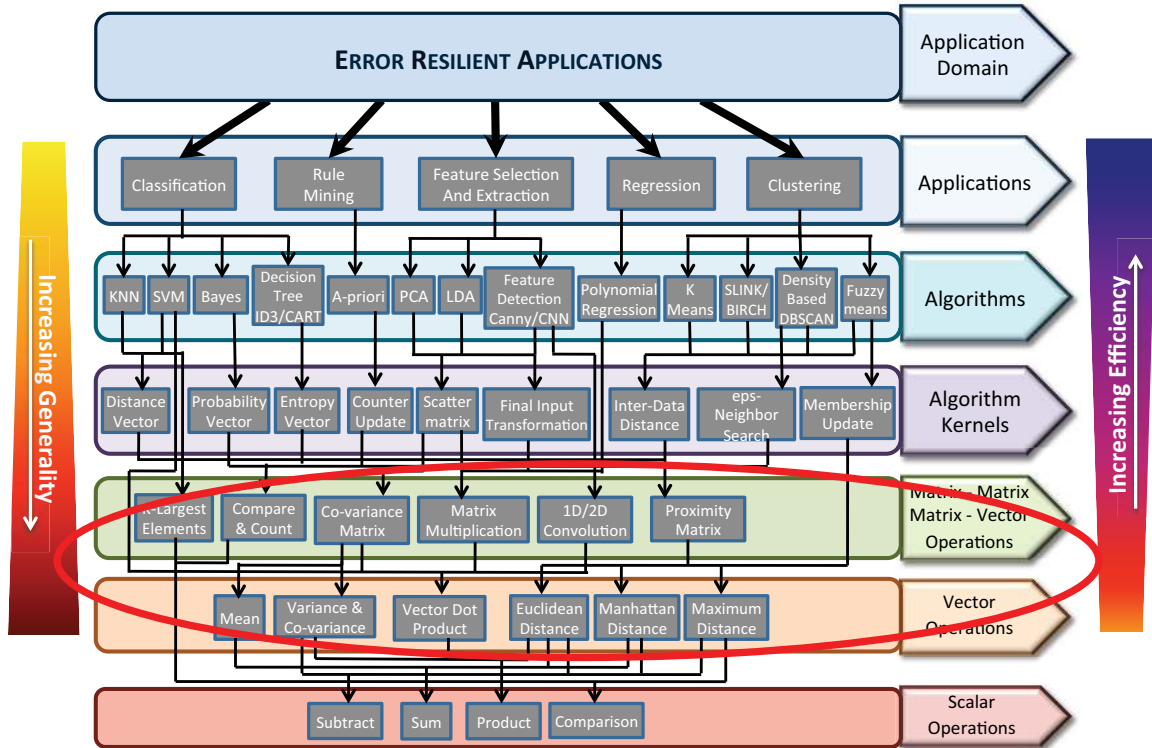 ERROR RESILIENT APPLICATIONS
Application
Domain
Classification
Rule
Mining
Feature Selection
And Extraction
Regression
Clustering
Applications
KNN
SVM
Bayes
Decision
Tree
ID3/CART
A-priori
PCA
LDA
Feature
Detection
Canny/CNN
Polynomial
Regression
K
Means
SLINK/
BIRCH
Density
Based
DBSCAN
Fuzzy
means
Algorithms
Distance
Vector
Probability
Vector
Entropy
Vector
Counter
Update
Scatter
matrix
Final Input
Transformation
Inter-Data
Distance
eps-
Neighbor
Search
Membership
Update
Algorithm
Kernels
K-Largest
Elements
Compare
& Count
Co-variance
Matrix
Matrix
Multiplication
1D/2D
Convolution
Proximity
Matrix
Matrix - Matrix
Matrix - Vector
Operations
Mean
Variance &
Co-variance
Vector Dot
Product
Euclidean
Distance
Manhattan
Distance
Maximum
Distance
Vector
Operations
Subtract
Sum
Product
Comparison
Scalar
Operations
Increasing Generality
Increasing Efficiency